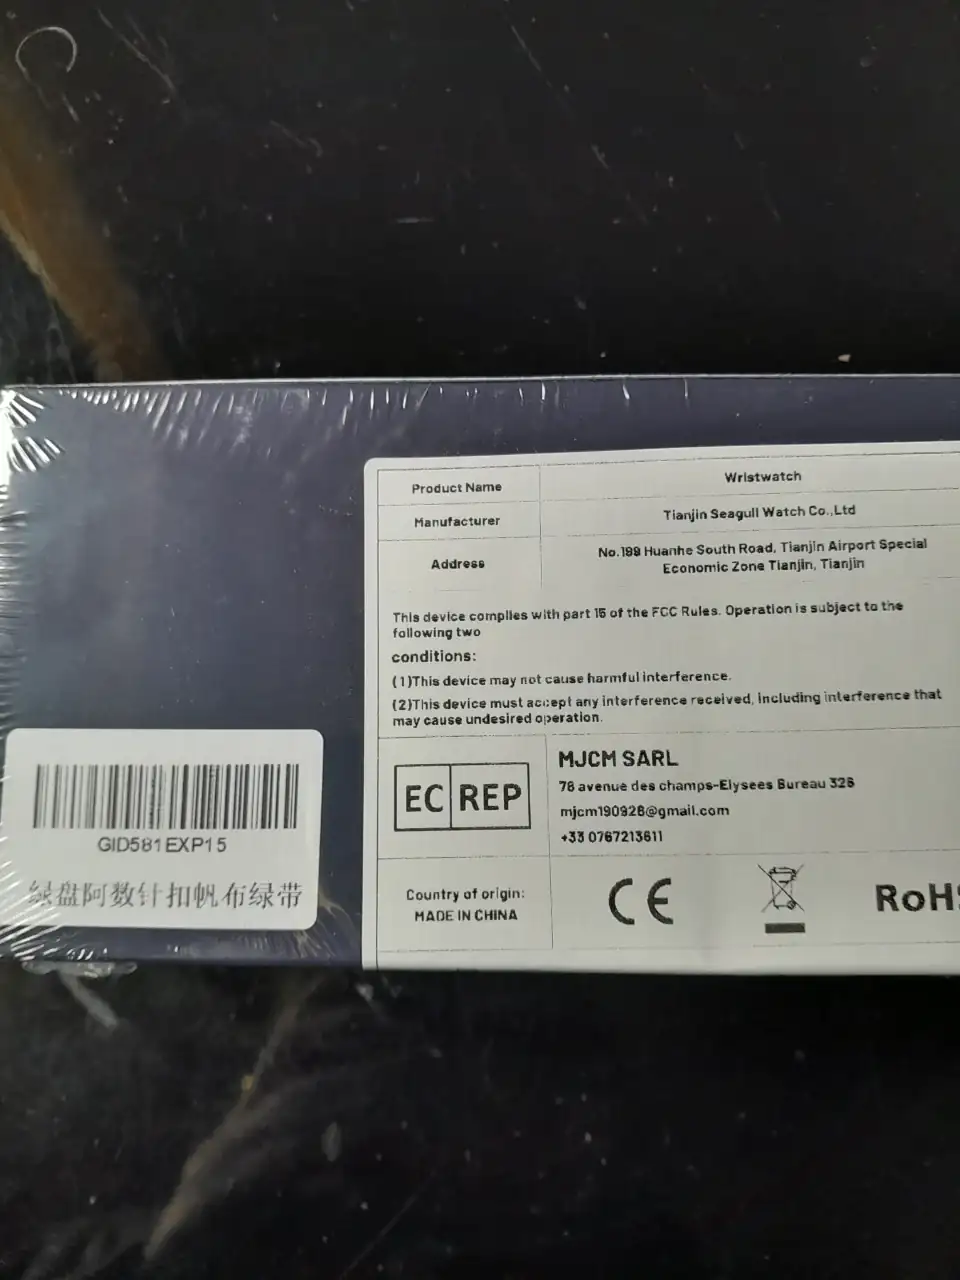 Product Name
Wristwatch
Manufacturer
Tianjin Seagull Watch Co.,Ltd
Address
No.199 Huanhe South Road, Tianjin Airport Special
Economic Zone Tianjin, Tianjin
This device complies with part 15 of the FCC Rules. Operation is subject to the
following two
conditions:
(1)This device may not cause harmful interference.
(2)This device must accept any interference received, including interference that
may cause undesired operation.
EC REP
MJCM SARL
78 avenue des champs-Elysees Bureau 326
mjcm190928@gmail.com
+33 0767213611
Country of origin:
MADE IN CHINA
CE
RoHS
GID581EXP15
绿盘阿数针扣帆布绿带